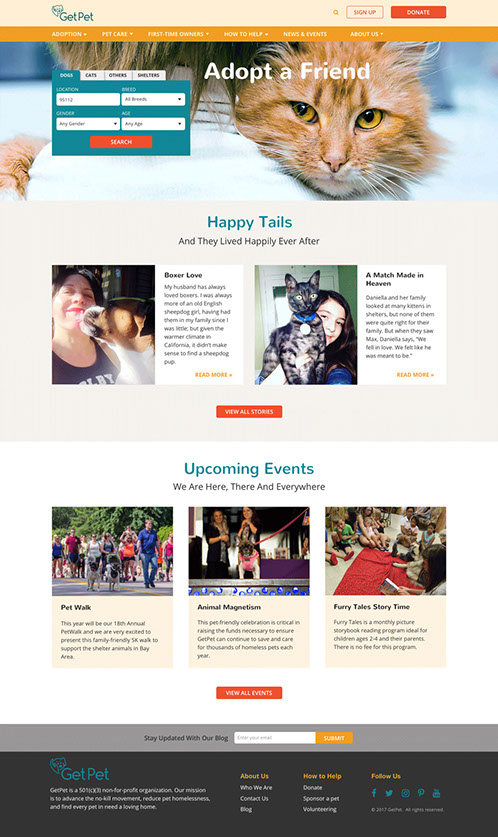 GetPet
SIGN UP
DONATE
ADOPTION
PET CARE
FIRST-TIME OWNERS
HOW TO HELP
NEWS & EVENTS
ABOUT US
Adopt a Friend
DOGS
CATS
OTHERS
SHELTERS
LOCATION
BREED
95112
All Breeds
GENDER
AGE
Any Gender
Any Age
SEARCH
Happy Tails
And They Lived Happily Ever After
Boxer Love
My husband has always
loved boxers. I was always
more of an old English
sheepdog girl, having had
them in my family since I
was little; but given the
warmer climate in
California, it didn't make
sense to find a sheepdog
pup.
READ MORE »
A Match Made in
Heaven
Daniella and her family
looked at many kittens in
shelters, but none of them
were quite right for their
family. But when they saw
Max, Daniella says, "We
fell in love. We felt like he
was meant to be."
READ MORE »
VIEW ALL STORIES
Upcoming Events
We Are Here, There And Everywhere
Pet Walk
This year will be our 18th Annual
PetWalk and we are very excited to
present this family-friendly 5K walk to
support the shelter animals in Bay
Area.
Animal Magnetism
This pet-friendly celebration is critical in
raising the funds necessary to ensure
GetPet can continue to save and care
for thousands of homeless pets each
year.
Furry Tales Story Time
Furry Tales is a monthly picture
storybook reading program ideal for
children ages 2-4 and their parents.
There is no fee for this program.
VIEW ALL EVENTS
Stay Updated With Our Blog
Enter your email
SUBMIT
GetPet
GetPet is a 501(c)(3) non-for-profit organization. Our mission
is to advance the no-kill movement, reduce pet homelessness,
and find every pet in need a loving home.
About Us
Who We Are
Contact Us
Blog
How to Help
Donate
Sponsor a pet
Volunteering
Follow Us
© 2017 GetPet. All rights reserved.